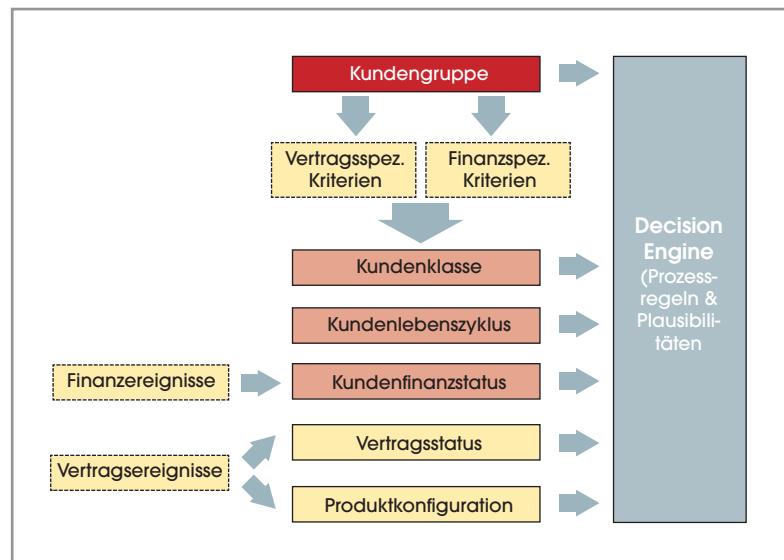 Kundengruppe
Vertragsspez.
Kriterien
Finanzspez.
Kriterien
Kundenklasse
Kundenlebenszyklus
Finanzereignisse
Kundenfinanzstatus
Vertragsereignisse
Vertragsstatus
Produktkonfiguration
Decision
Engine
(Prozess-
regeln &
Plausibili-
täten